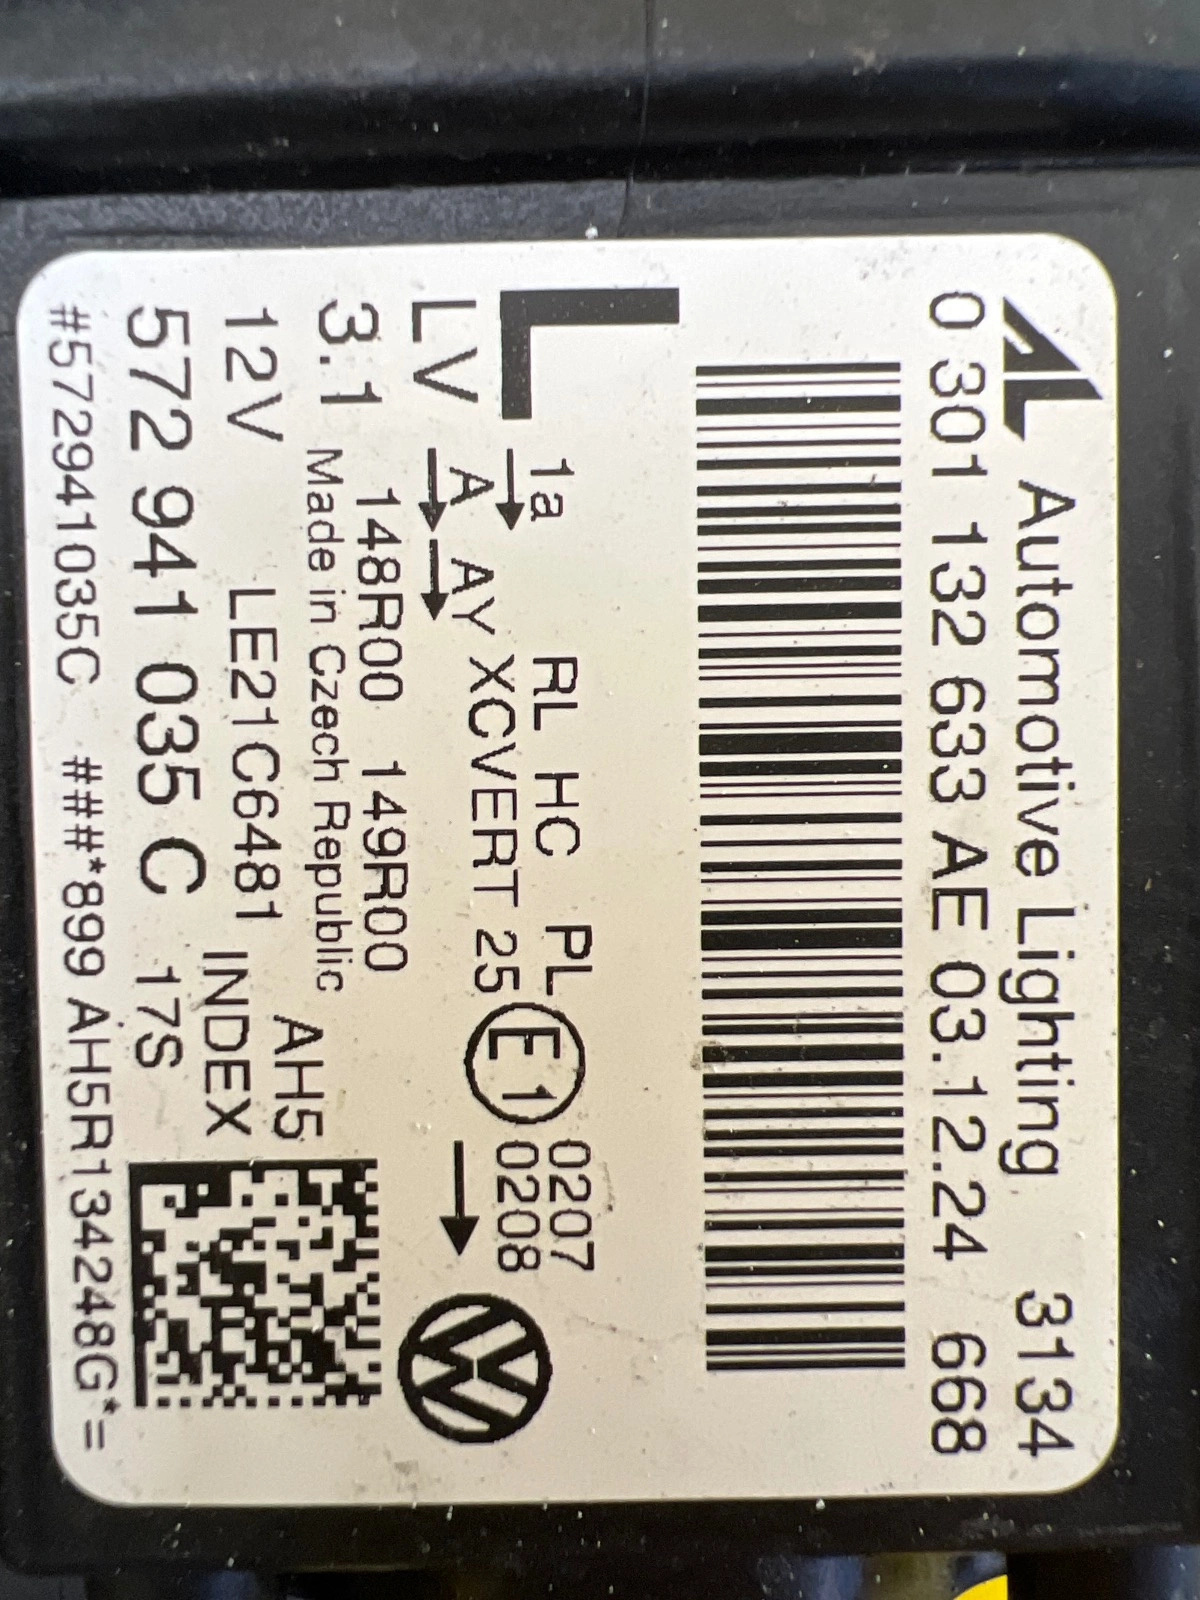 AL Automotive Lighting 3134
0 301 132 633 AE 03.12.24 668
L 1a RL HC PL 0207
LV A AY XCVERT 25 E1 0208
3.1 148R00 149R00
Made in Czech Republic AH5
12V LE21C6481 INDEX
572 941 035 C 17S
#572941035C ###*899 AH5R134248G*=